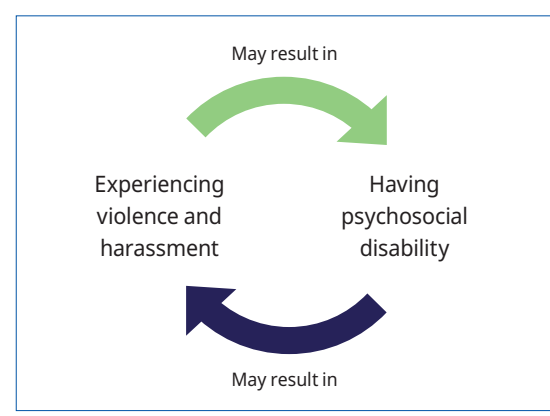 May result in
Experiencing
violence and
harassment
Having
psychosocial
disability
May result in